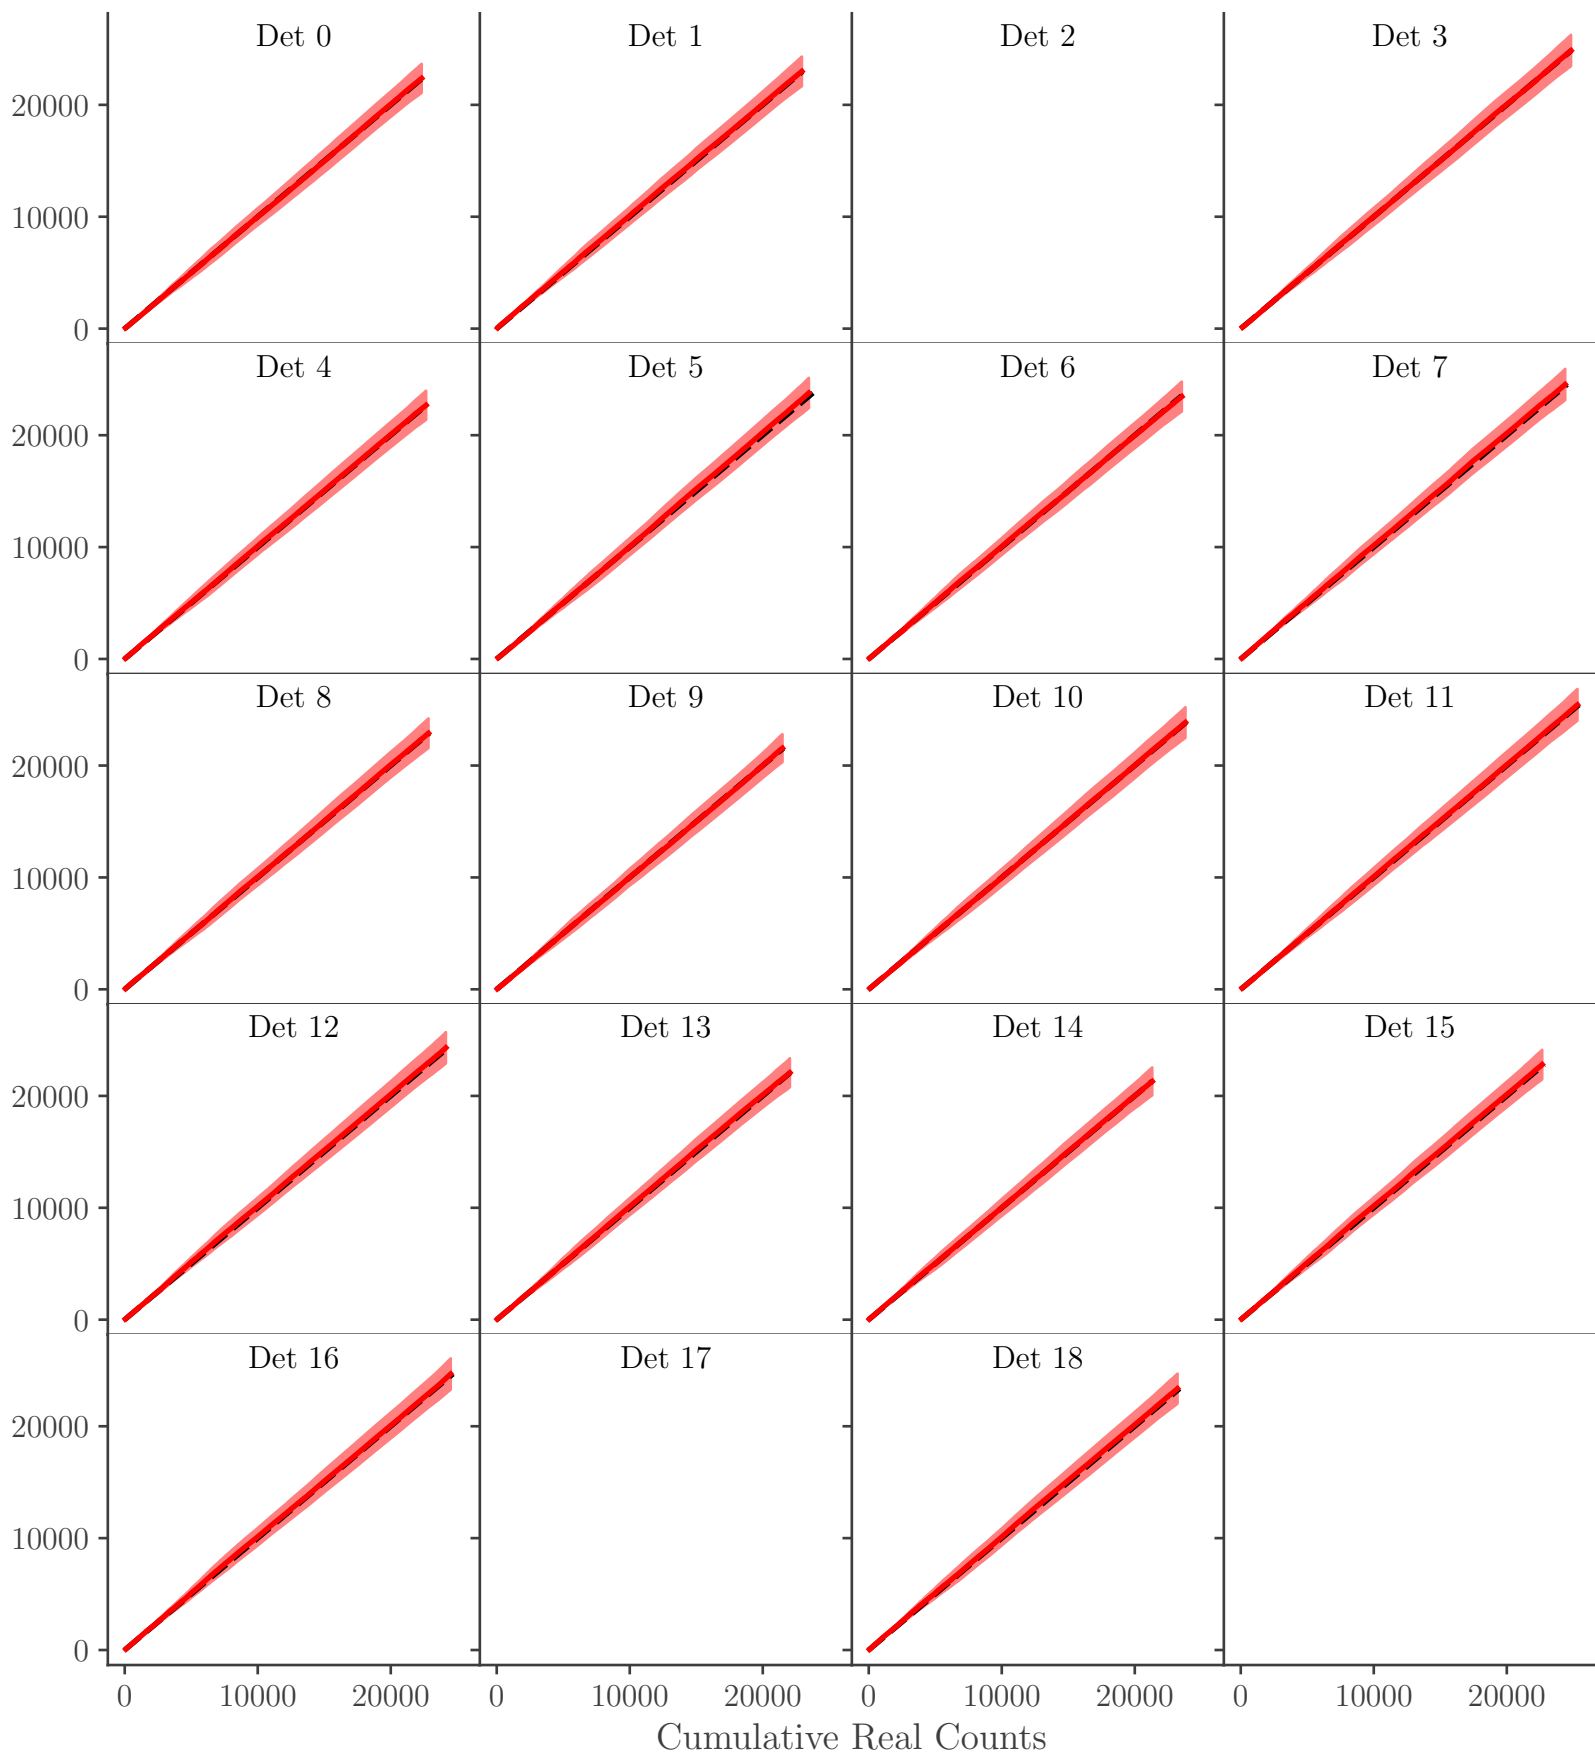 Det 0 Det 1 Det 2 Det 3
20000
10000
0
Det 4 Det 5 Det 6 Det 7
20000
10000
0
Det 8 Det 9 Det 10 Det 11
20000
10000
0
Det 12 Det 13 Det 14 Det 15
20000
10000
0
Det 16 Det 17 Det 18
20000
10000
0
0 10000 20000 0 10000 20000 0 10000 20000 0 10000 20000
Cumulative Real Counts